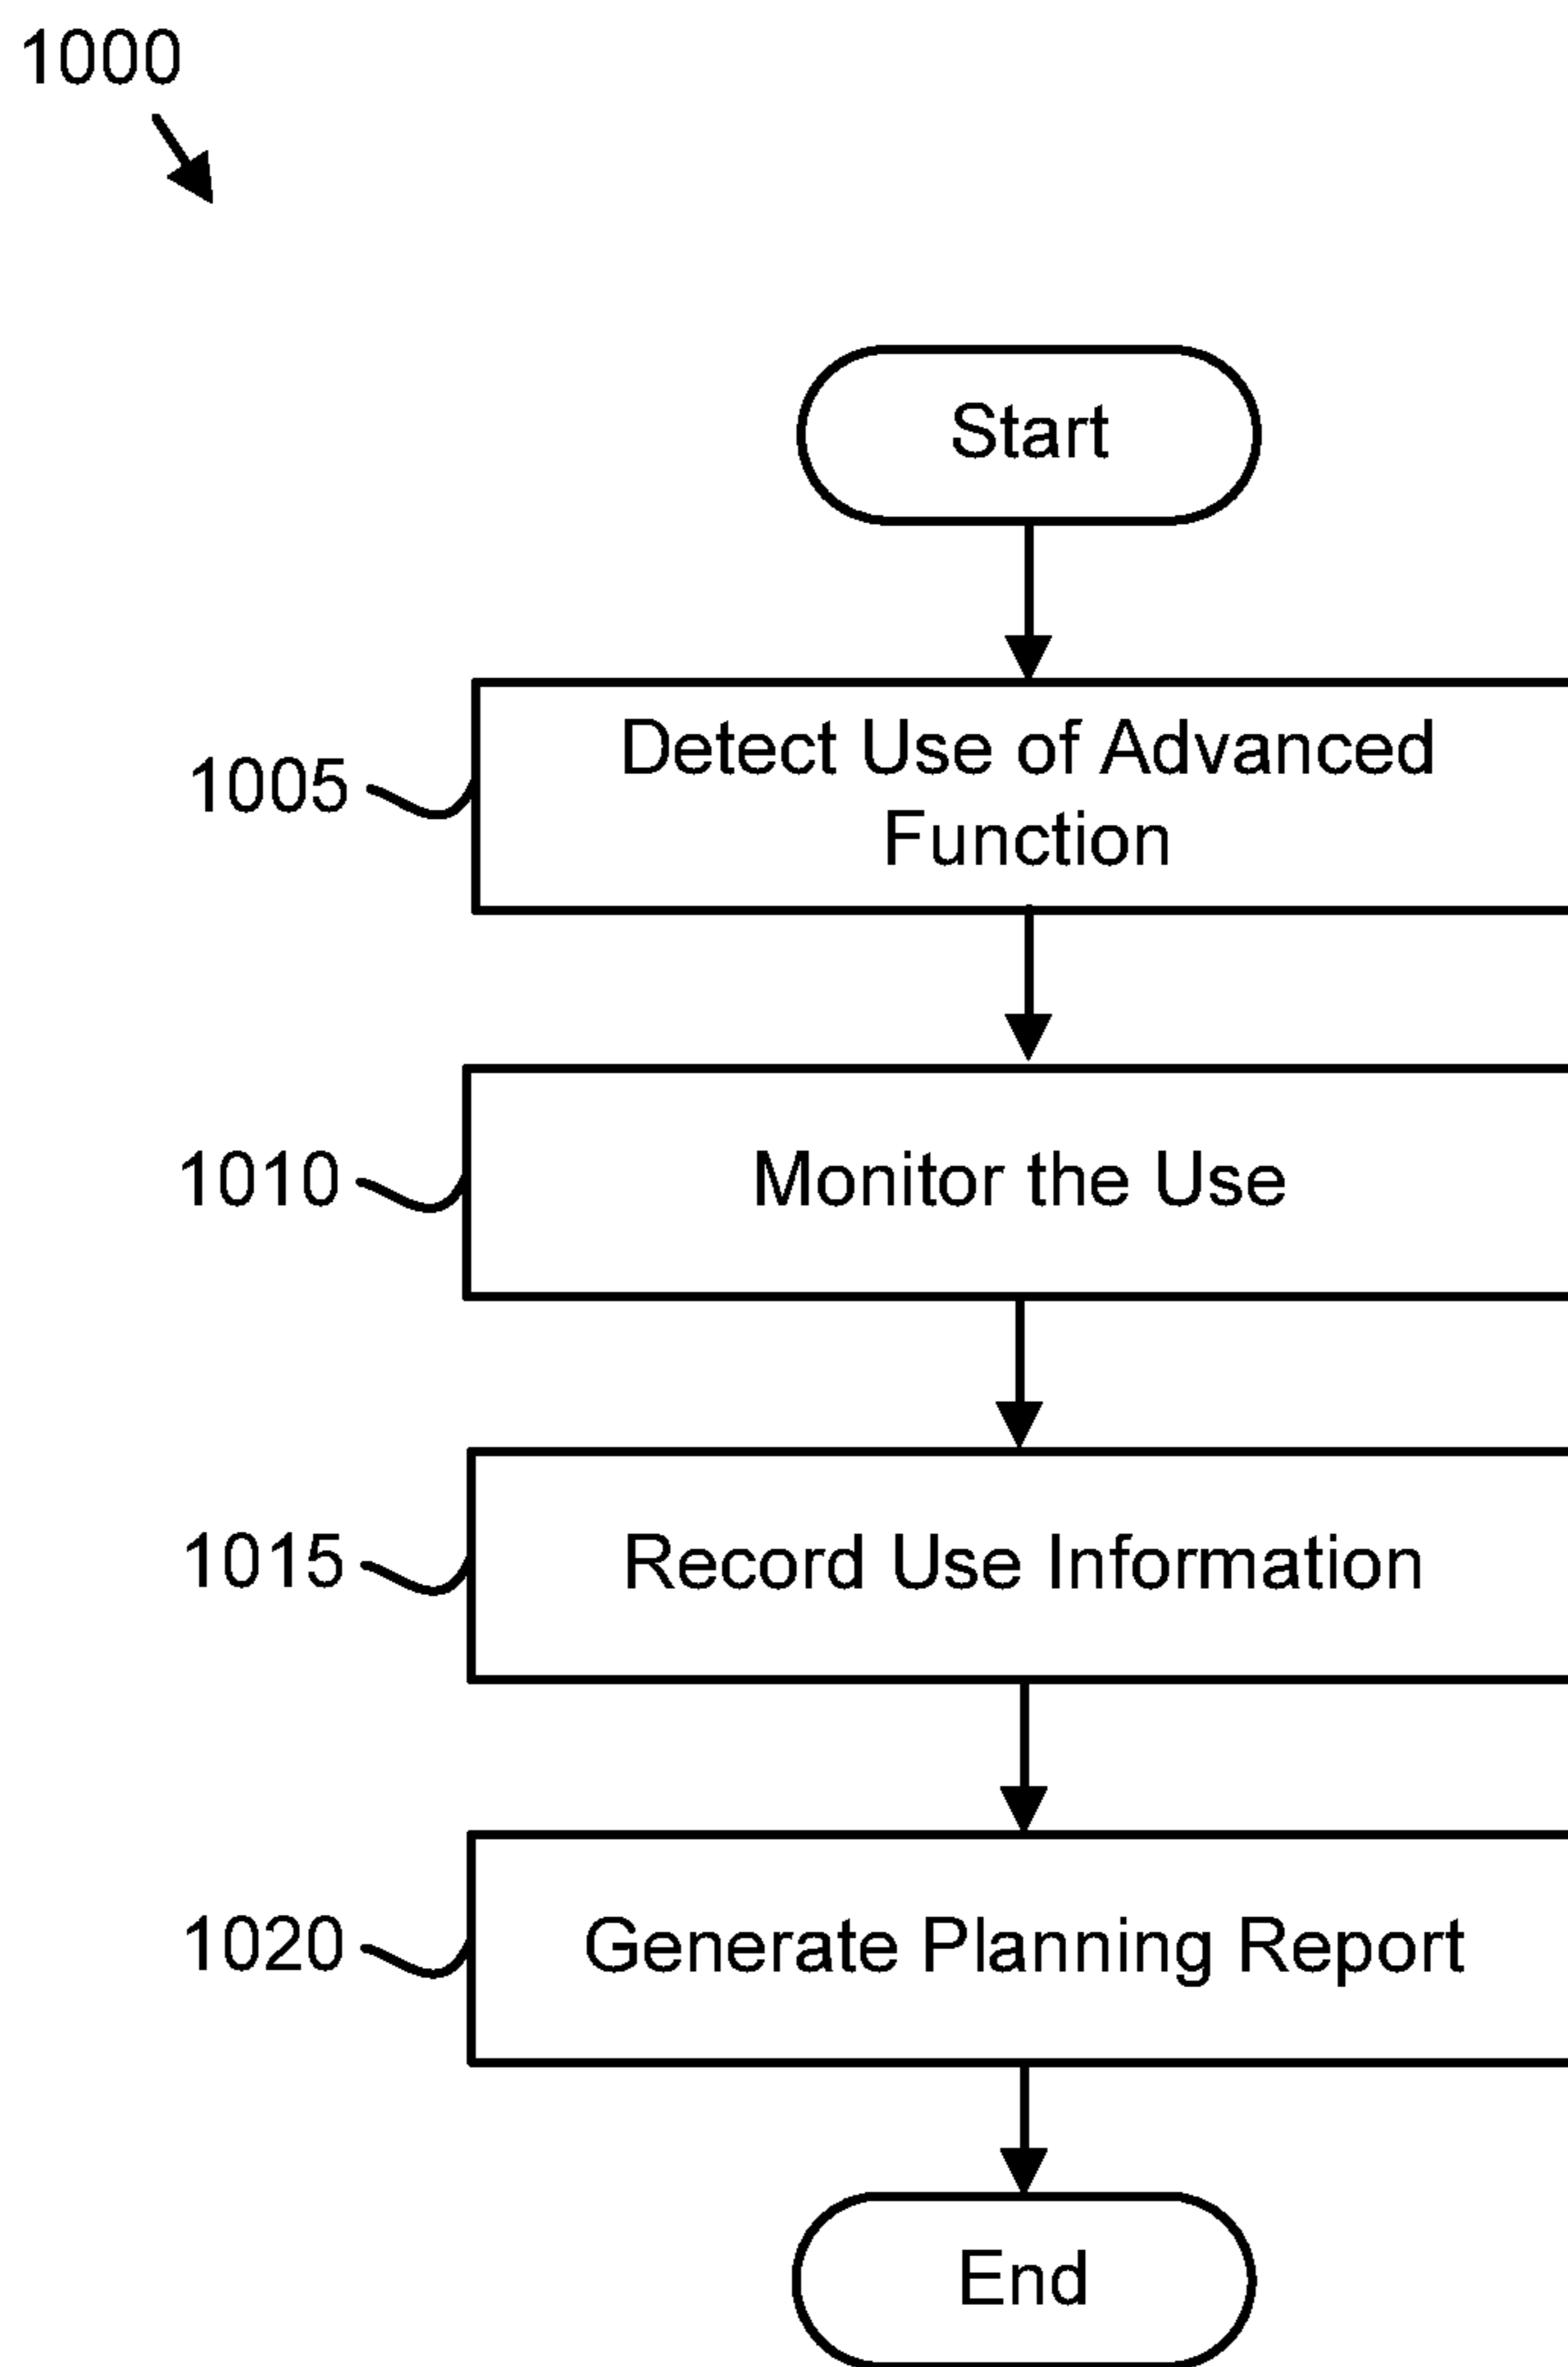 1000
Start
1005
Detect Use of Advanced
Function
1010
Monitor the Use
1015
Record Use Information
1020
Generate Planning Report
End